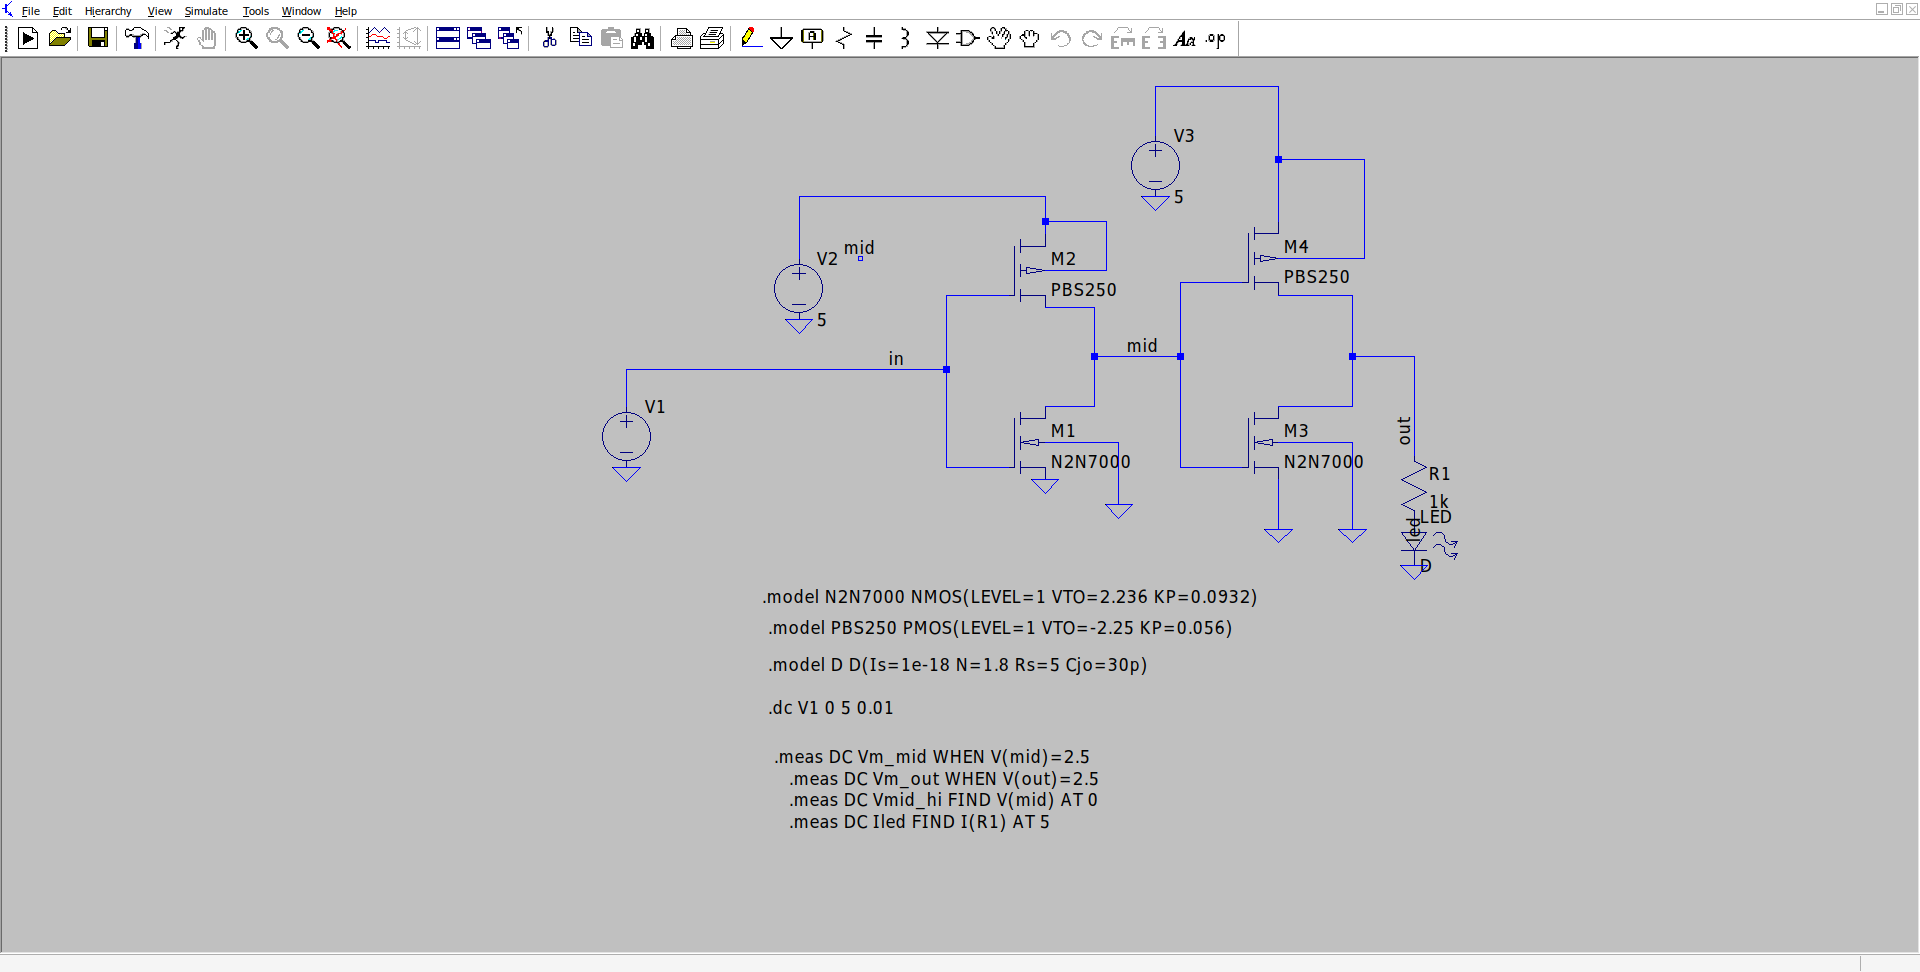 File Edit Hierarchy View Simulate Tools Window Help
V3
5
mid
V2
5
M2
PBS250
M4
PBS250
in
mid
V1
M1
N2N7000
M3
N2N7000
out
R1
1k
LED
led
D
.model N2N7000 NMOS(LEVEL=1 VTO=2.236 KP=0.0932)
.model PBS250 PMOS(LEVEL=1 VTO=-2.25 KP=0.056)
.model D D(Is=1e-18 N=1.8 Rs=5 Cjo=30p)
.dc V1 0 5 0.01
.meas DC Vm_mid WHEN V(mid)=2.5
.meas DC Vm_out WHEN V(out)=2.5
.meas DC Vmid_hi FIND V(mid) AT 0
.meas DC Iled FIND I(R1) AT 5